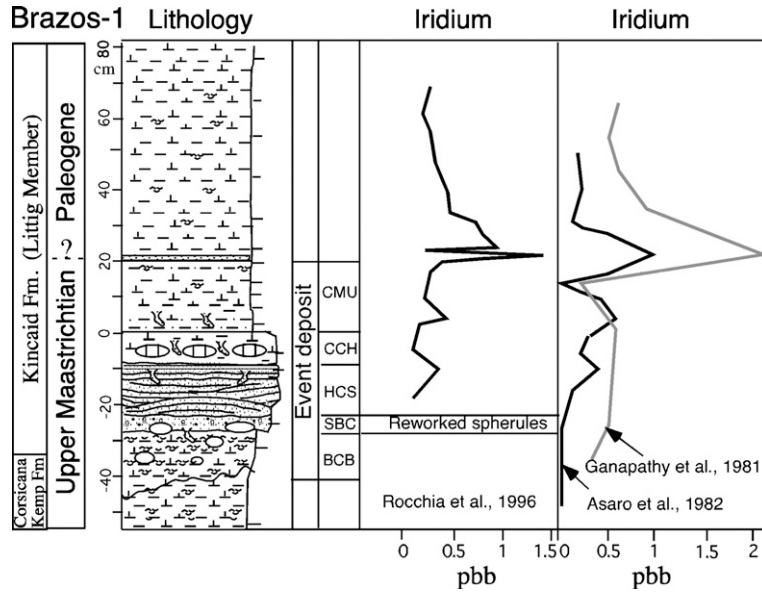 Brazos-1 Lithology Iridium Iridium
80
cm
60
40
20
0
-20
-40
Kincaid Fm. (Littig Member)
Corsicana
Kemp Fm
Upper Maastrichtian -?- Paleogene
Event deposit
CMU
CCH
HCS
SBC
BCB
Reworked spherules
Rocchia et al., 1996
Ganapathy et al., 1981
Asaro et al., 1982
0 0.5 1.0 1.5 0 0.5 1 1.5 2
pbb pbb